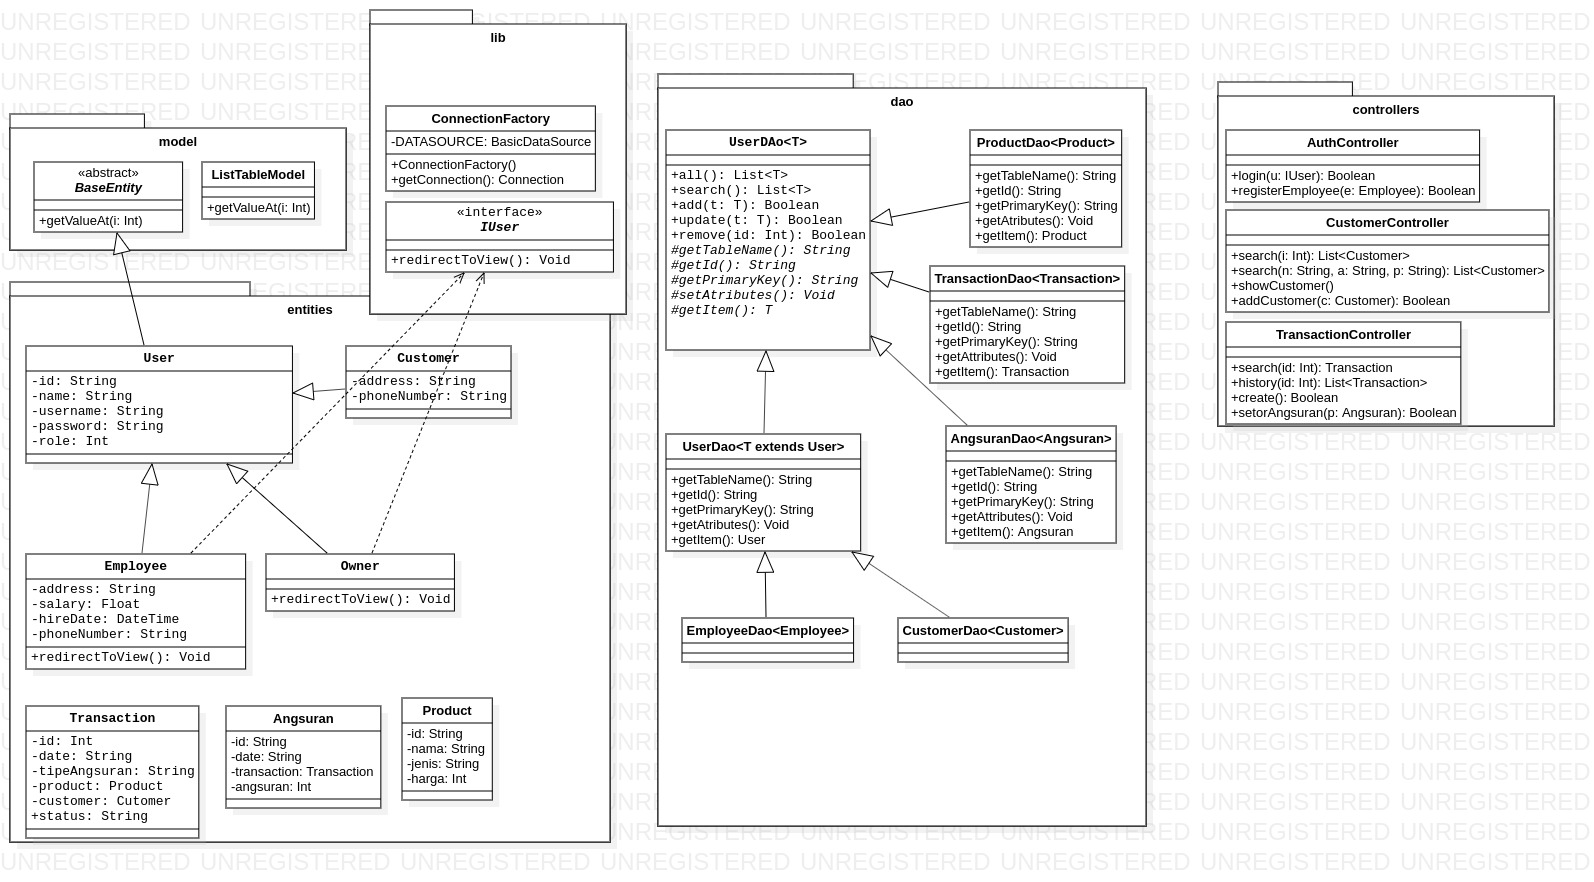 model
«abstract»
BaseEntity
+getValueAt(i: Int)
ListTableModel
+getValueAt(i: Int)
lib
ConnectionFactory
-DATASOURCE: BasicDataSource
+ConnectionFactory()
+getConnection(): Connection
«interface»
IUser
+redirectToView(): Void
entities
User
-id: String
-name: String
-username: String
-password: String
-role: Int
Customer
-address: String
-phoneNumber: String
Employee
-address: String
-salary: Float
-hireDate: DateTime
-phoneNumber: String
+redirectToView(): Void
Owner
+redirectToView(): Void
Transaction
-id: Int
-date: String
-tipeAngsuran: String
-product: Product
-customer: Cutomer
+status: String
Angsuran
-id: String
-date: String
-transaction: Transaction
-angsuran: Int
Product
-id: String
-nama: String
-jenis: String
-harga: Int
dao
UserDAo<T>
+all(): List<T>
+search(): List<T>
+add(t: T): Boolean
+update(t: T): Boolean
+remove(id: Int): Boolean
#getTableName(): String
#getId(): String
#getPrimaryKey(): String
#setAtributes(): Void
#getItem(): T
ProductDao<Product>
+getTableName(): String
+getId(): String
+getPrimaryKey(): String
+getAtributes(): Void
+getItem(): Product
TransactionDao<Transaction>
+getTableName(): String
+getId(): String
+getPrimaryKey(): String
+getAttributes(): Void
+getItem(): Transaction
UserDao<T extends User>
+getTableName(): String
+getId(): String
+getPrimaryKey(): String
+getAtributes(): Void
+getItem(): User
AngsuranDao<Angsuran>
+getTableName(): String
+getId(): String
+getPrimaryKey(): String
+getAttributes(): Void
+getItem(): Angsuran
EmployeeDao<Employee>
CustomerDao<Customer>
controllers
AuthController
+login(u: IUser): Boolean
+registerEmployee(e: Employee): Boolean
CustomerController
+search(i: Int): List<Customer>
+search(n: String, a: String, p: String): List<Customer>
+showCustomer()
+addCustomer(c: Customer): Boolean
TransactionController
+search(id: Int): Transaction
+history(id: Int): List<Transaction>
+create(): Boolean
+setorAngsuran(p: Angsuran): Boolean
UNREGISTERED